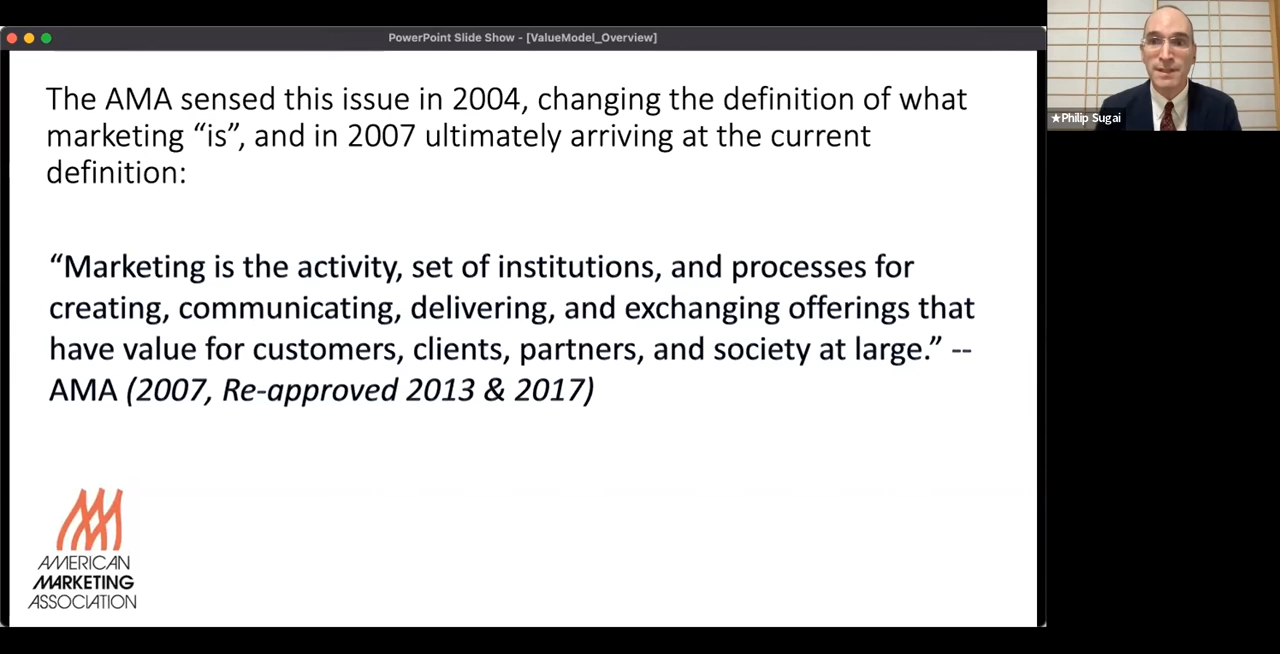 PowerPoint Slide Show - [ValueModel_Overview]
The AMA sensed this issue in 2004, changing the definition of what
marketing “is”, and in 2007 ultimately arriving at the current
definition:
“Marketing is the activity, set of institutions, and processes for
creating, communicating, delivering, and exchanging offerings that
have value for customers, clients, partners, and society at large.” --
AMA (2007, Re-approved 2013 & 2017)
AMERICAN
MARKETING
ASSOCIATION
★Philip Sugai